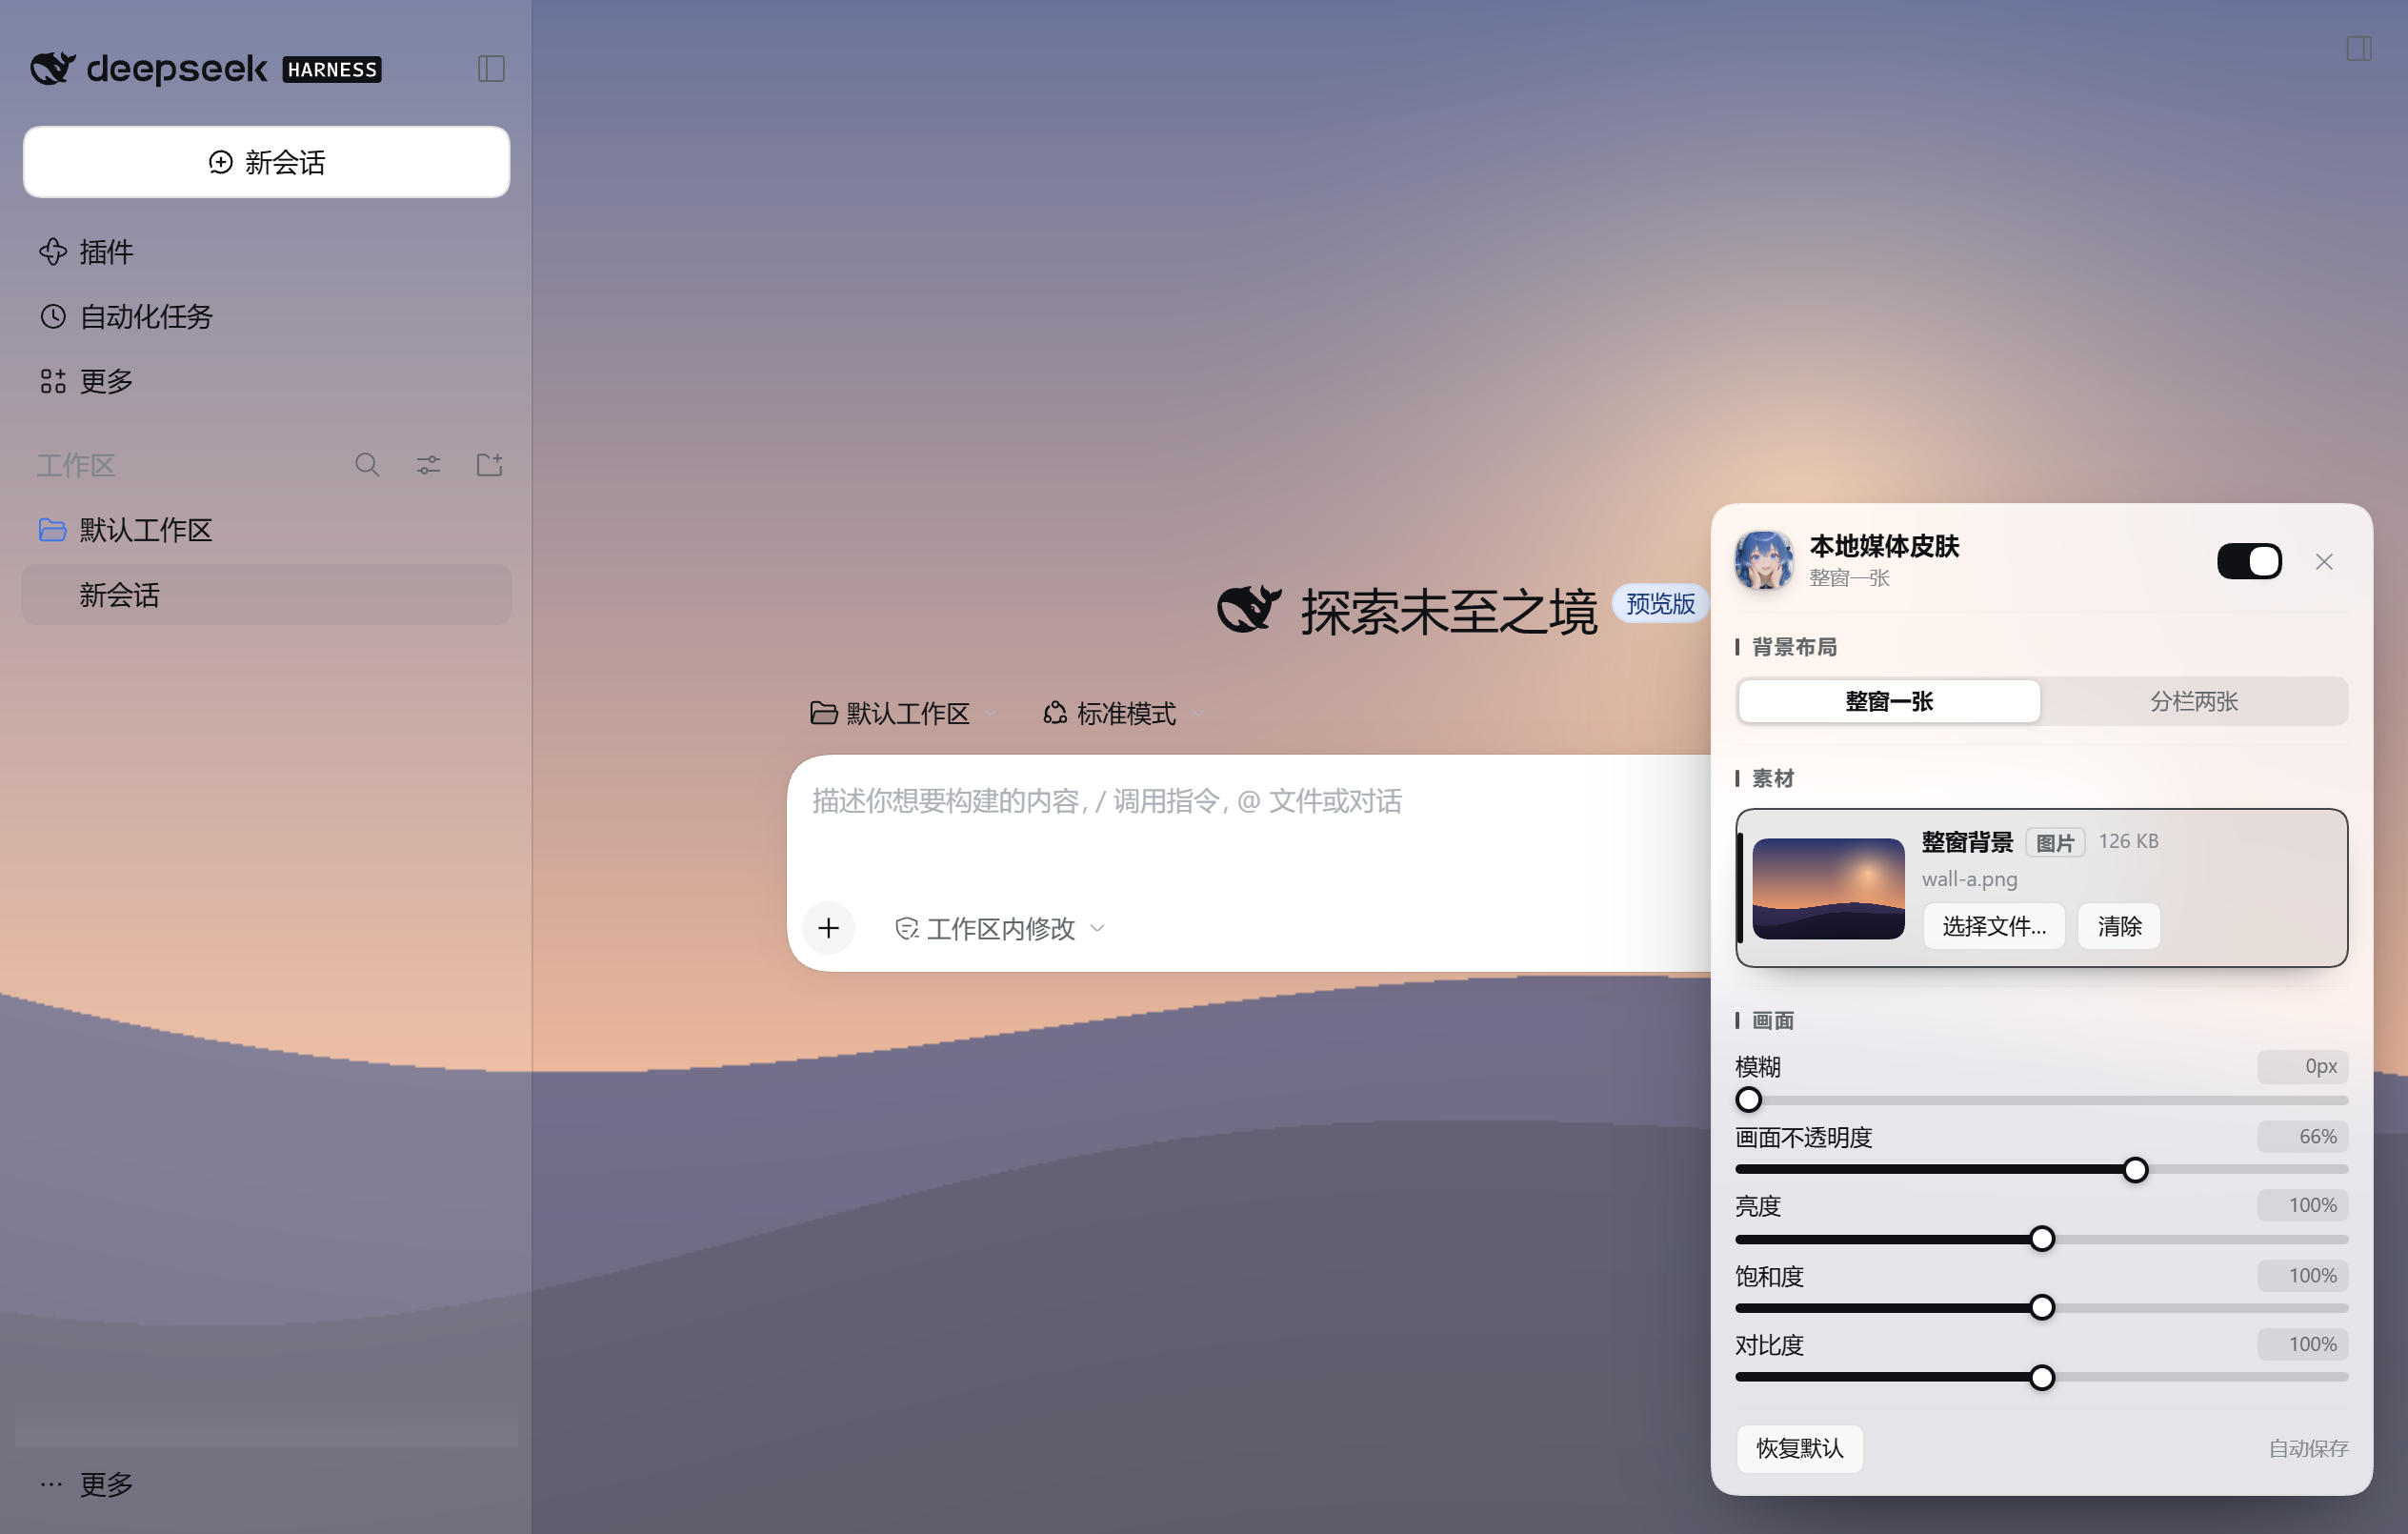 deepseek HARNESS
新会话
插件
自动化任务
更多
工作区
默认工作区
新会话
更多
探索未至之境 预览版
默认工作区 标准模式
描述你想要构建的内容, / 调用指令, @ 文件或对话
工作区内修改
本地媒体皮肤
整窗一张
背景布局
整窗一张 分栏两张
素材
整窗背景 图片 126 KB
wall-a.png
选择文件... 清除
画面
模糊 0px
画面不透明度 66%
亮度 100%
饱和度 100%
对比度 100%
恢复默认 自动保存